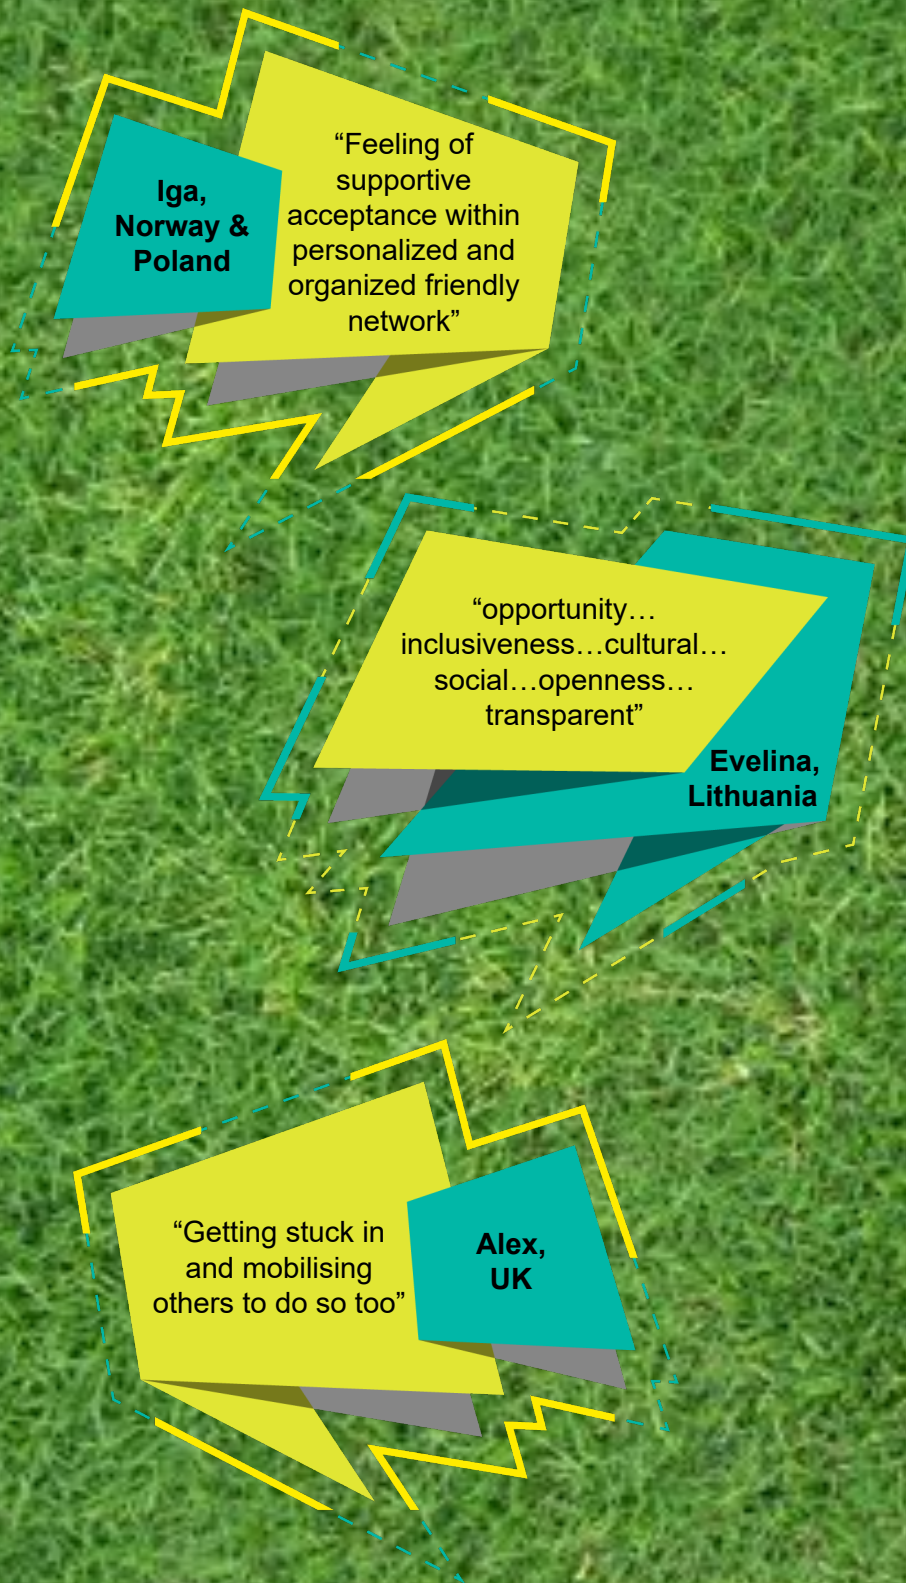 Iga,
Norway &
Poland
“Feeling of
supportive
acceptance within
personalized and
organized friendly
network”
“opportunity…
inclusiveness…cultural…
social…openness…
transparent”
Evelina,
Lithuania
“Getting stuck in
and mobilising
others to do so too”
Alex,
UK